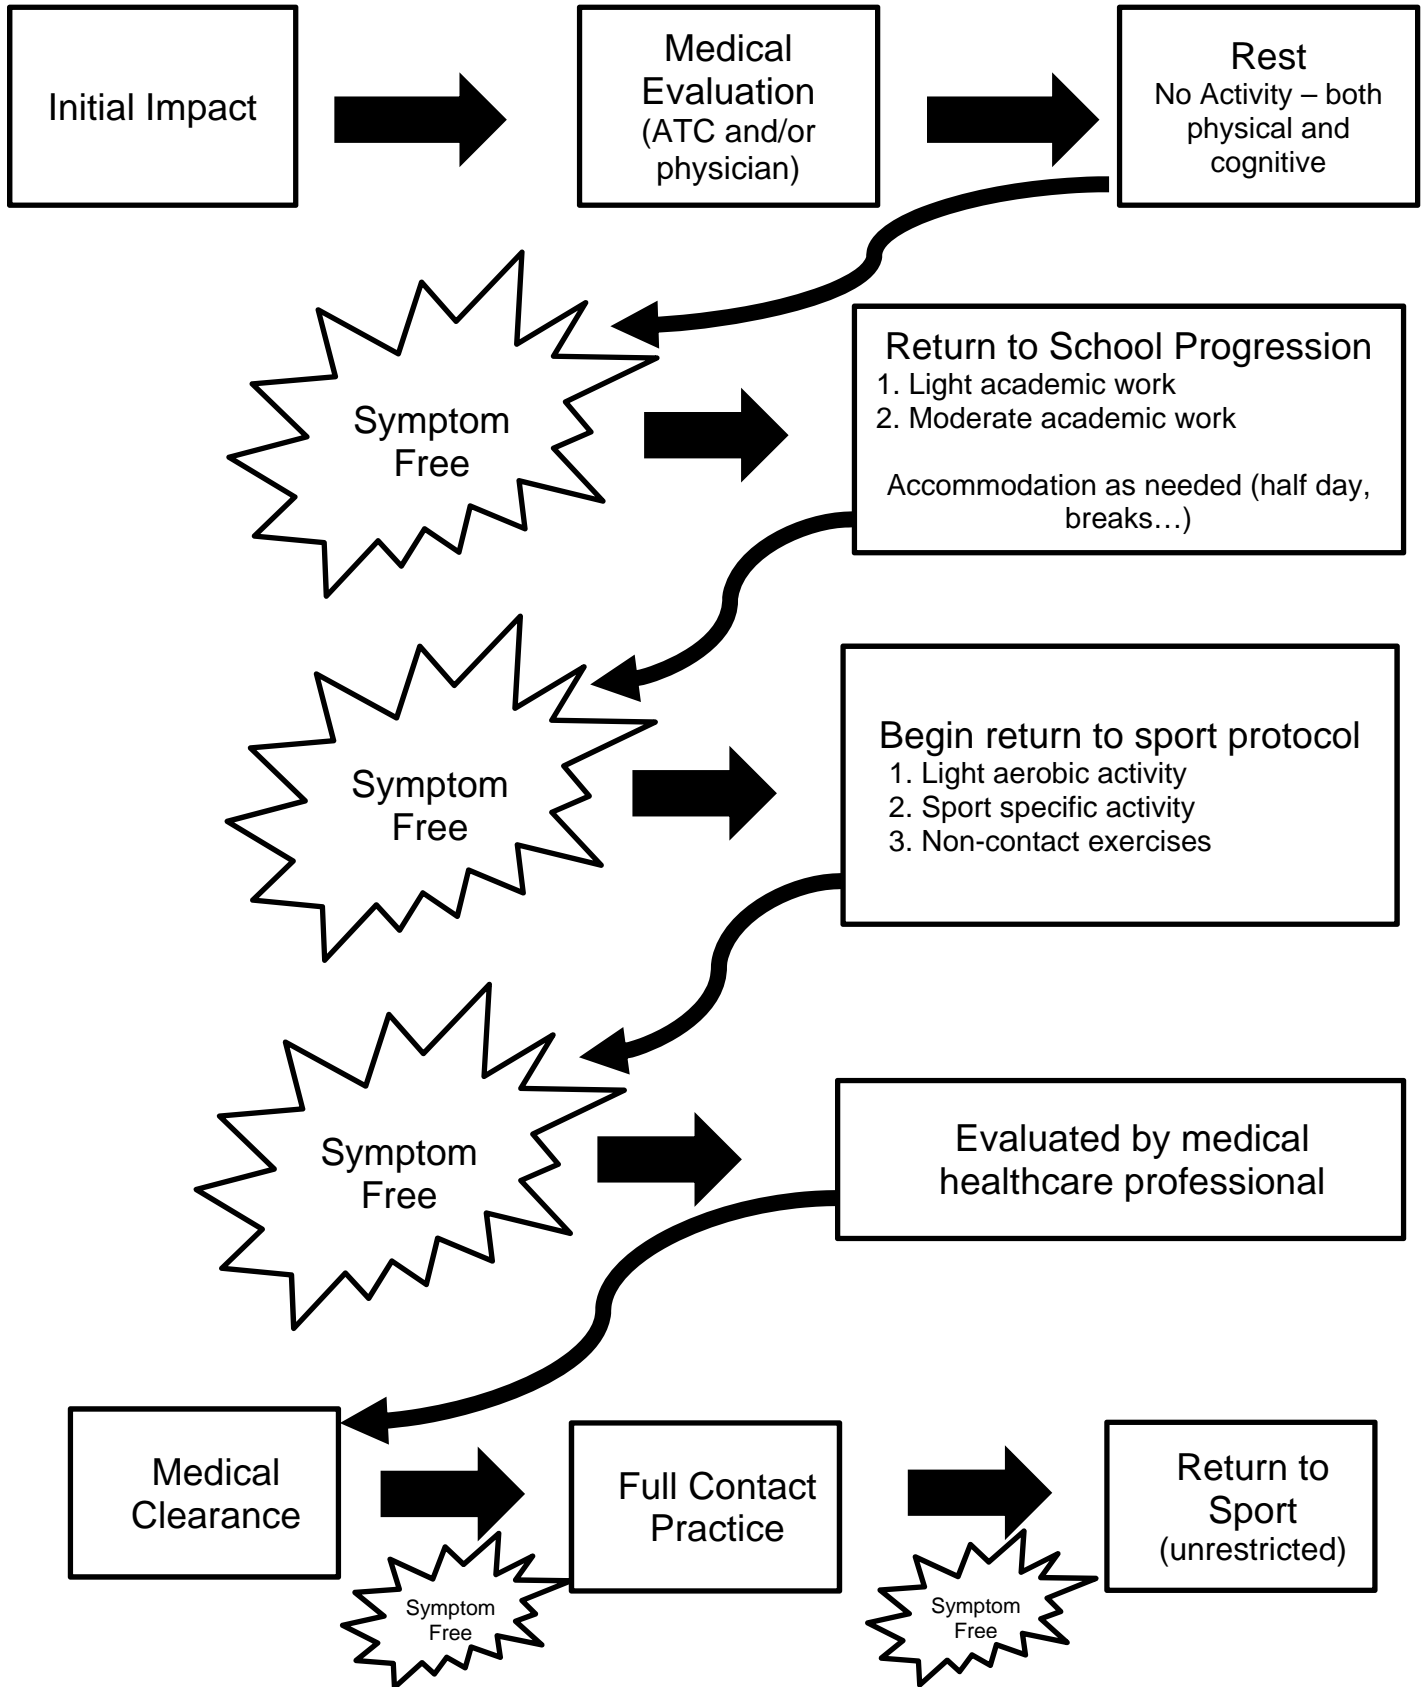 Initial Impact
Medical
Evaluation
(ATC and/or
physician)
Rest
No Activity – both
physical and
cognitive
Symptom
Free
Return to School Progression
1. Light academic work
2. Moderate academic work
Accommodation as needed (half day,
breaks…)
Symptom
Free
Begin return to sport protocol
1. Light aerobic activity
2. Sport specific activity
3. Non-contact exercises
Symptom
Free
Evaluated by medical
healthcare professional
Medical
Clearance
Symptom
Free
Full Contact
Practice
Symptom
Free
Return to
Sport
(unrestricted)